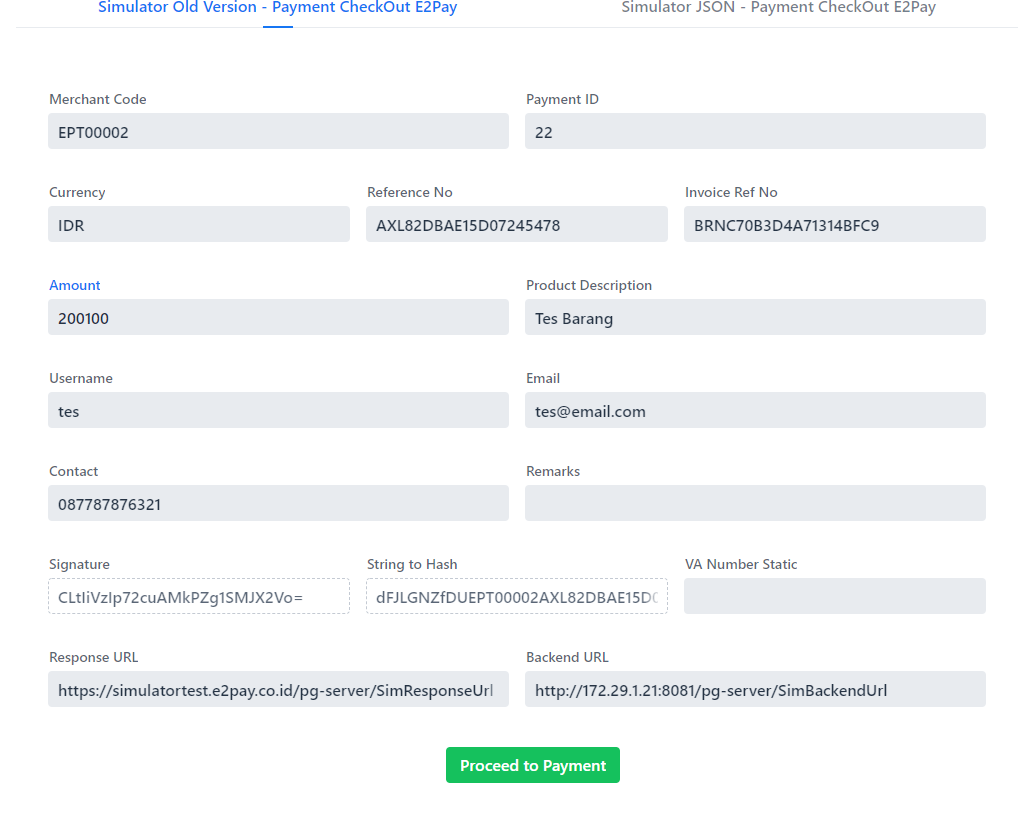 Simulator Old Version - Payment CheckOut E2Pay
Simulator JSON - Payment CheckOut E2Pay
Merchant Code
Payment ID
EPT00002
22
Currency
Reference No
Invoice Ref No
IDR
AXL82DBAE15D07245478
BRNC70B3D4A71314BFC9
Amount
Product Description
200100
Tes Barang
Username
Email
tes
tes@email.com
Contact
Remarks
087787876321
Signature
String to Hash
VA Number Static
CLtIiVzIp72cuAMkPZg1SMJX2Vo=
dFJLGNZfDUEPT00002AXL82DBAE15D0
Response URL
Backend URL
https://simulatortest.e2pay.co.id/pg-server/SimResponseUrl
http://172.29.1.21:8081/pg-server/SimBackendUrl
Proceed to Payment